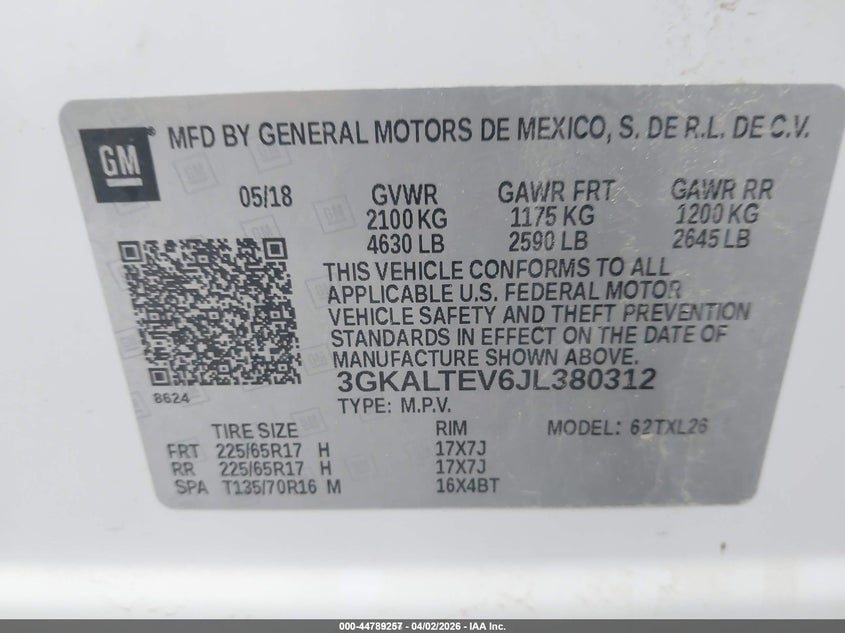 GM
MFD BY GENERAL MOTORS DE MEXICO, S. DE R.L. DE C.V.
05/18 GVWR GAWR FRT GAWR RR
2100 KG 1175 KG 1200 KG
4630 LB 2590 LB 2645 LB
THIS VEHICLE CONFORMS TO ALL
APPLICABLE U.S. FEDERAL MOTOR
VEHICLE SAFETY AND THEFT PREVENTION
STANDARDS IN EFFECT ON THE DATE OF
MANUFACTURE SHOWN ABOVE.
8624
3GKALTEV6JL380312
TYPE: M.P.V.
TIRE SIZE RIM MODEL: 62TXL26
FRT 225/65R17 H 17X7J
RR 225/65R17 H 17X7J
SPA T135/70R16 M 16X4BT
000-44789257 04/02/2026 - IAA Inc.